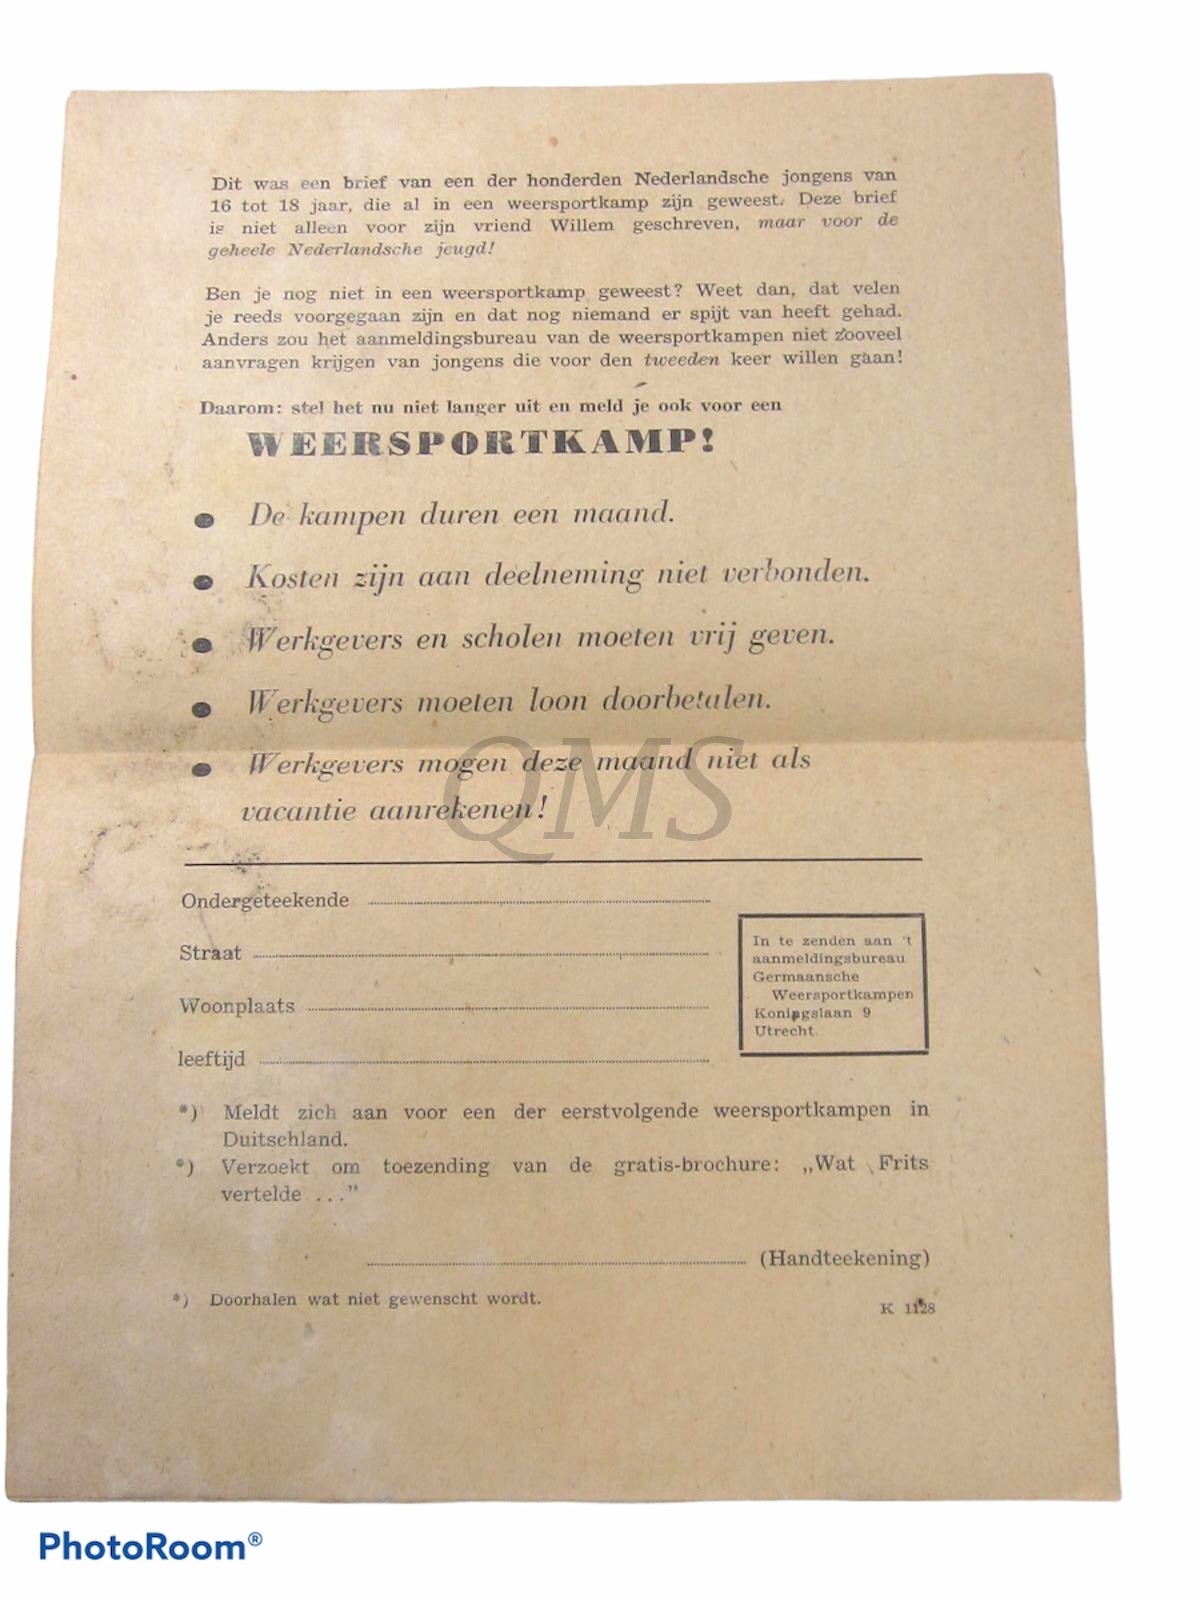 Dit was een brief van een der honderden Nederlandsche jongens van
16 tot 18 jaar, die al in een weersportkamp zijn geweest. Deze brief
is niet alleen voor zijn vriend Willem geschreven, maar voor de
geheele Nederlandsche jeugd!
Ben je nog niet in een weersportkamp geweest? Weet dan, dat velen
je reeds voorgegaan zijn en dat nog niemand er spijt van heeft gehad.
Anders zou het aanmeldingsbureau van de weersportkampen niet zooveel
aanvragen krijgen van jongens die voor den tweeden keer willen gaan!
Daarom: stel het nu niet langer uit en meld je ook voor een
WEERSPORTKAMP!
● De kampen duren een maand.
● Kosten zijn aan deelneming niet verbonden.
● Werkgevers en scholen moeten vrij geven.
● Werkgevers moeten loon doorbetalen.
● Werkgevers mogen deze maand niet als
vacantie aanrekenen!
QMS
Ondergeteekende
Straat
Woonplaats
leeftijd
In te zenden aan 't
aanmeldingsbureau
Germaansche
Weersportkampen
Koningslaan 9
Utrecht.
*) Meldt zich aan voor een der eerstvolgende weersportkampen in
Duitschland.
*) Verzoekt om toezending van de gratis-brochure: „Wat Frits
vertelde ..."
(Handteekening)
*) Doorhalen wat niet gewenscht wordt.
K 1128
PhotoRoom®